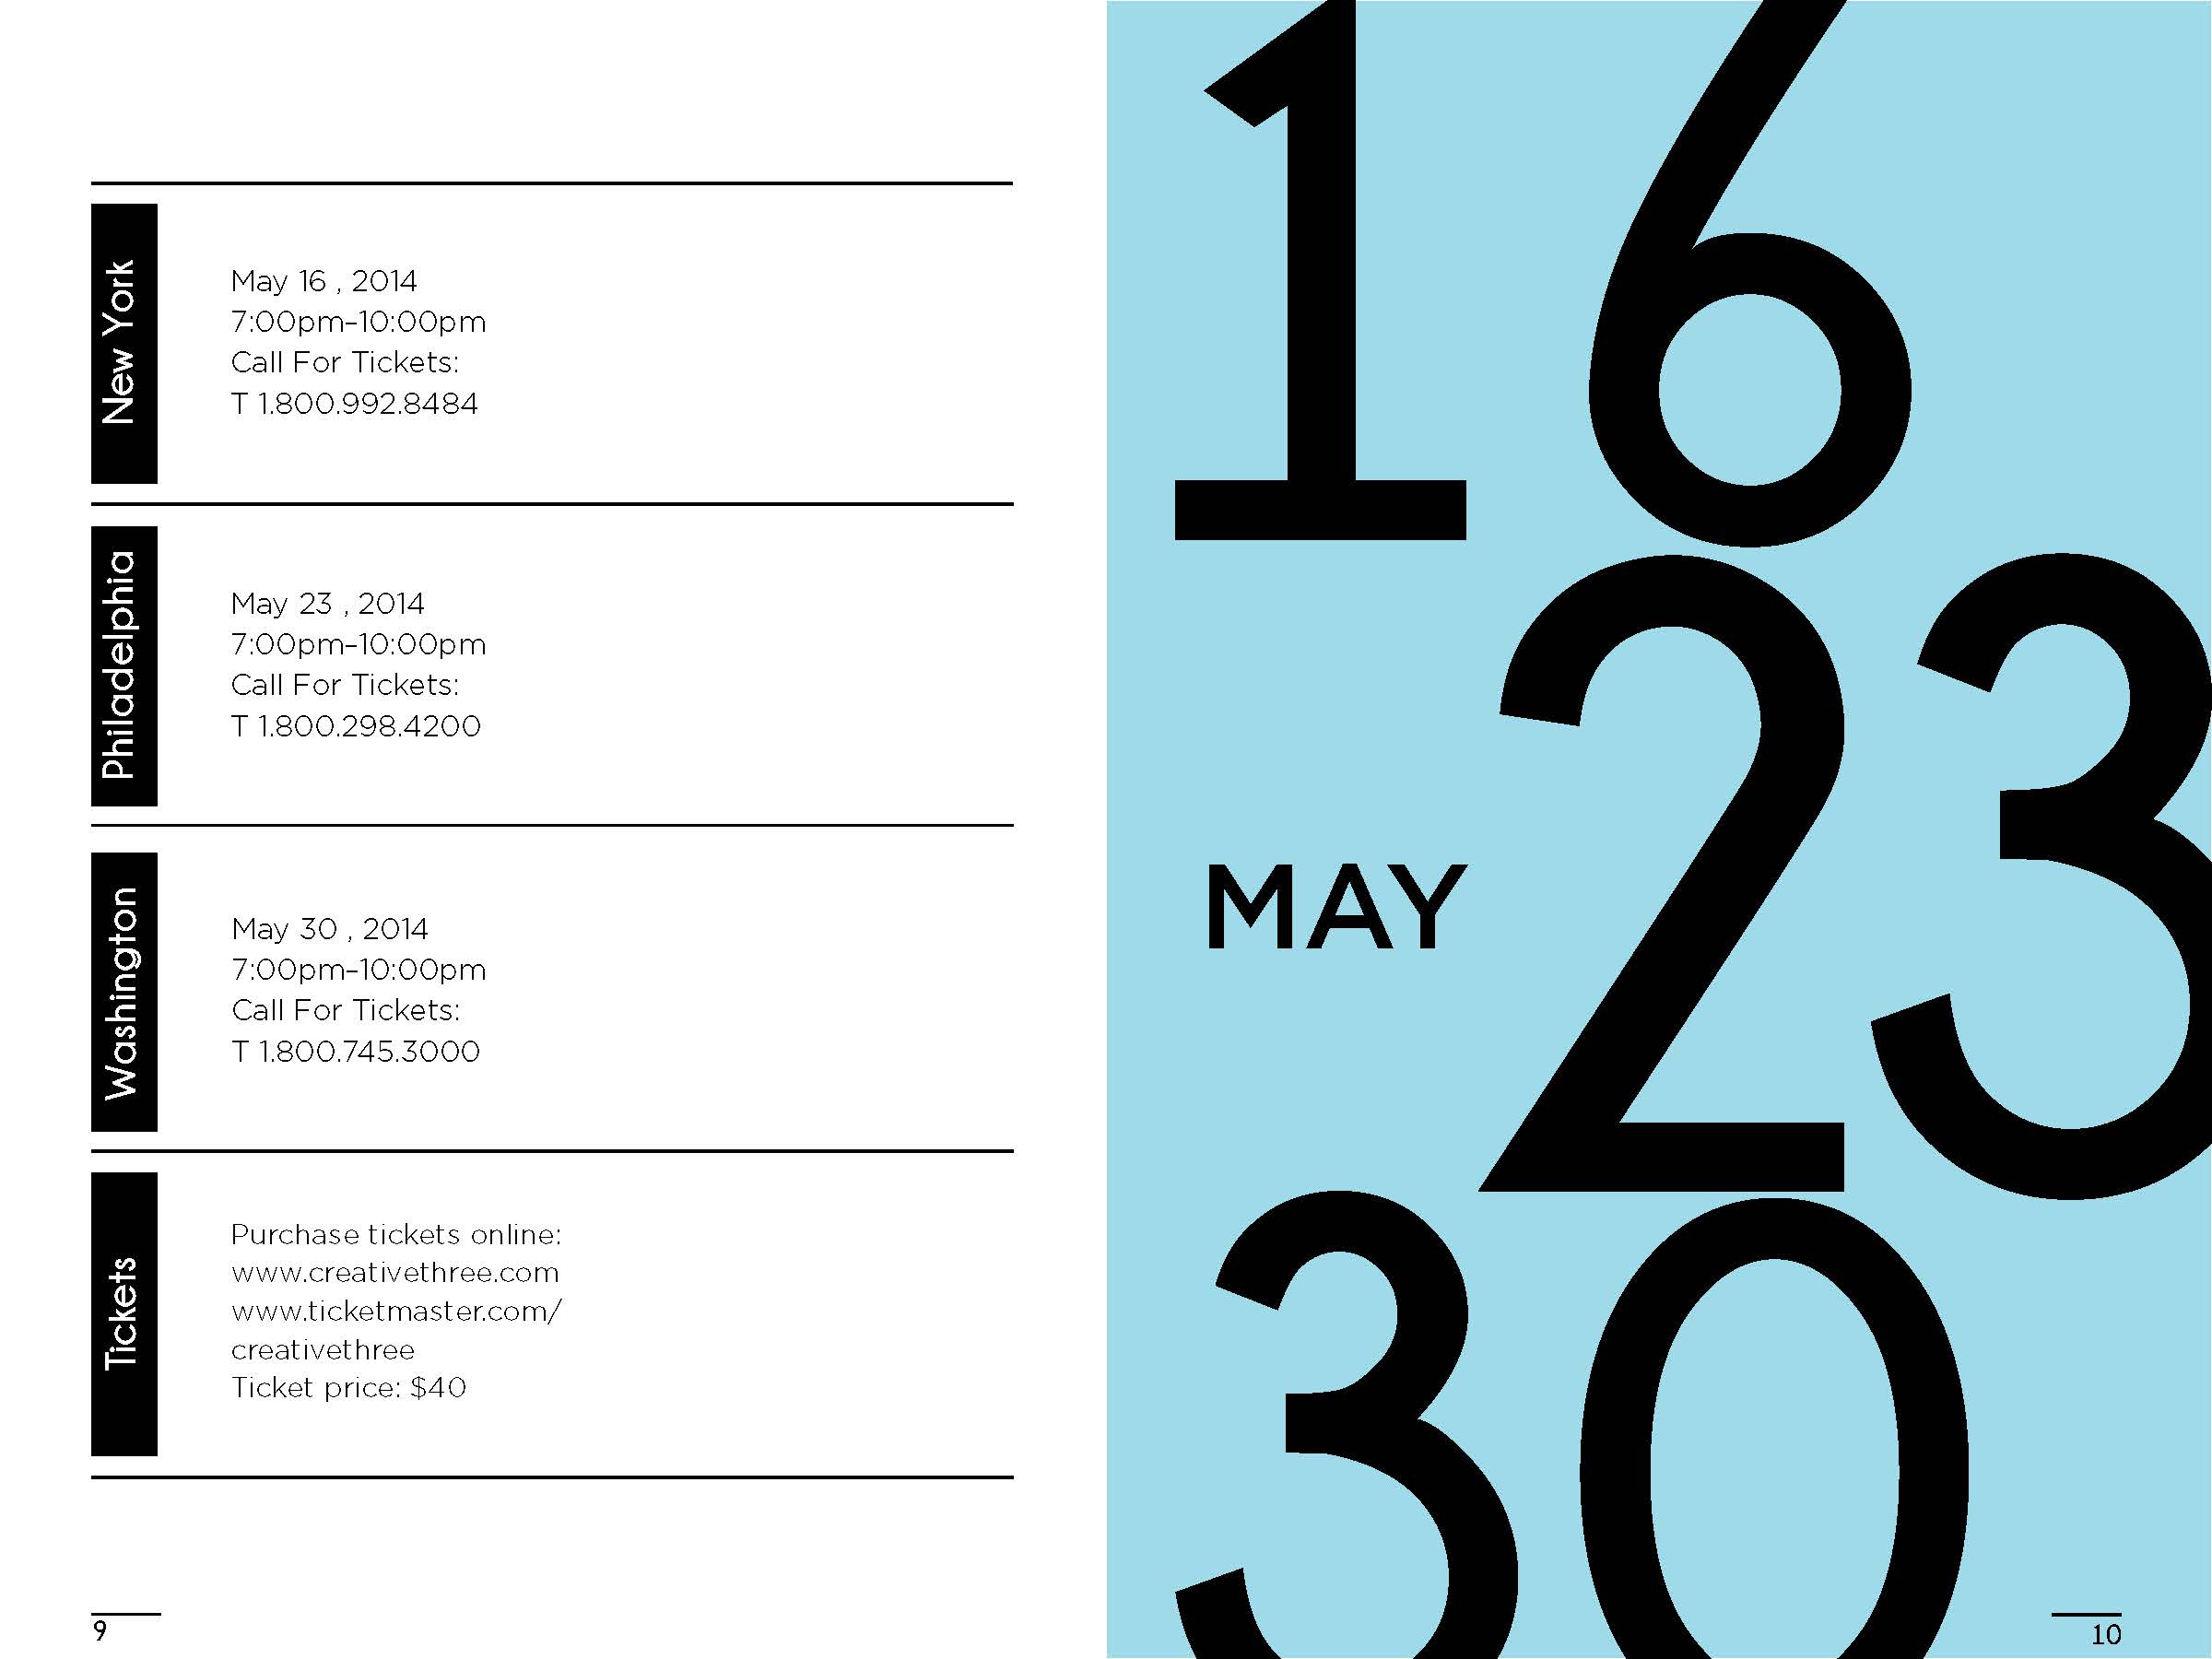 New York
May 16 , 2014
7:00pm–10:00pm
Call For Tickets:
T 1.800.992.8484
Philadelphia
May 23 , 2014
7:00pm–10:00pm
Call For Tickets:
T 1.800.298.4200
Washington
May 30 , 2014
7:00pm–10:00pm
Call For Tickets:
T 1.800.745.3000
Tickets
Purchase tickets online:
www.creativethree.com
www.ticketmaster.com/
creativethree
Ticket price: $40
9
16
MAY
23
30
10